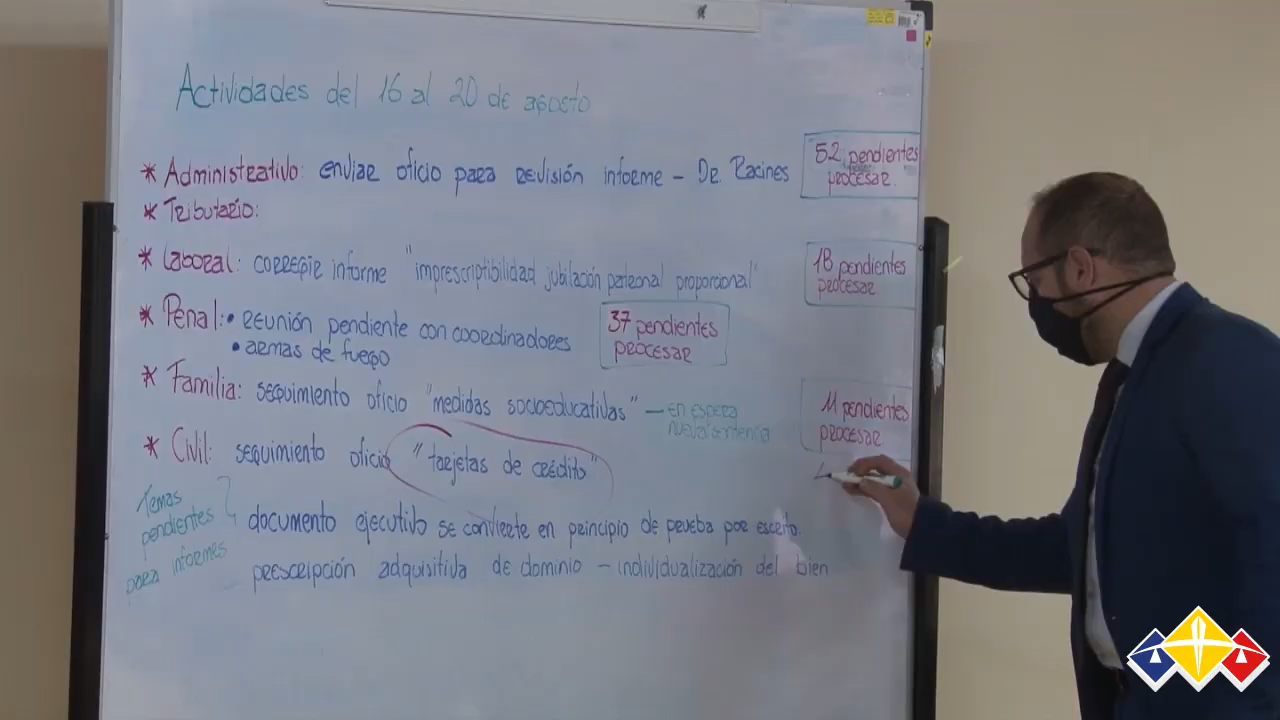 Actividades del 16 al 20 de agosto
* Administrativo: enviar oficio para revisión informe - Dr. Racines
52 pendientes
procesar.
* Tributario:
* Laboral: corregir informe "imprescriptibilidad jubilación patronal proporcional"
18 pendientes
procesar
* Penal: • reunión pendiente con coordinadores
• armas de fuego
37 pendientes
procesar
* Familia: seguimiento oficio "medidas socioeducativas" — en espera
nueva sentencia
11 pendientes
procesar
* Civil: seguimiento oficio "tarjetas de crédito"
Temas
pendientes
para informes
documento ejecutivo se convierte en principio de prueba por escrito.
prescripción adquisitiva de dominio - individualización del bien